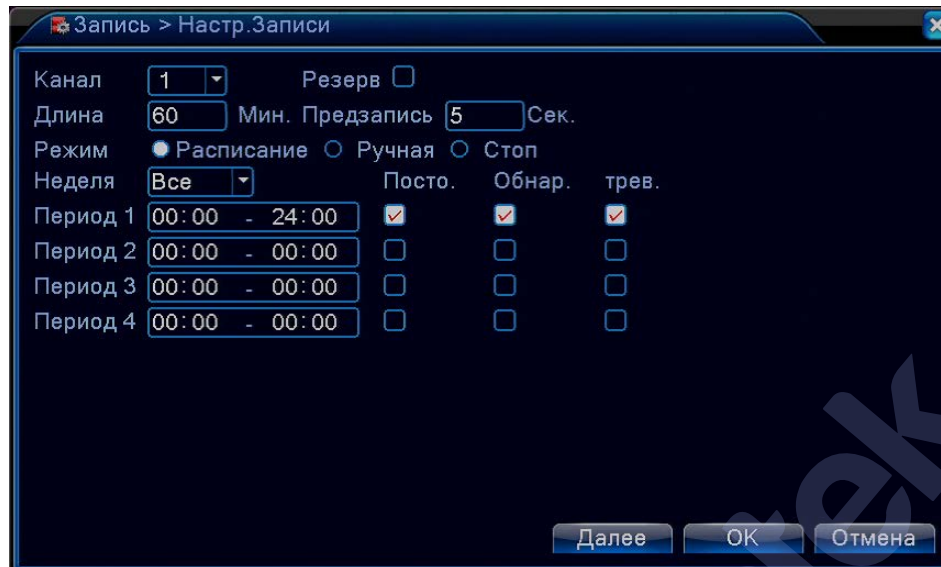 Запись > Настр.Записи
Канал 1 Резерв
Длина 60 Мин. Предзапись 5 Сек.
Режим Расписание Ручная Стоп
Неделя Все Посто. Обнар. трев.
Период 1 00:00 - 24:00
Период 2 00:00 - 00:00
Период 3 00:00 - 00:00
Период 4 00:00 - 00:00
Далее OK Отмена